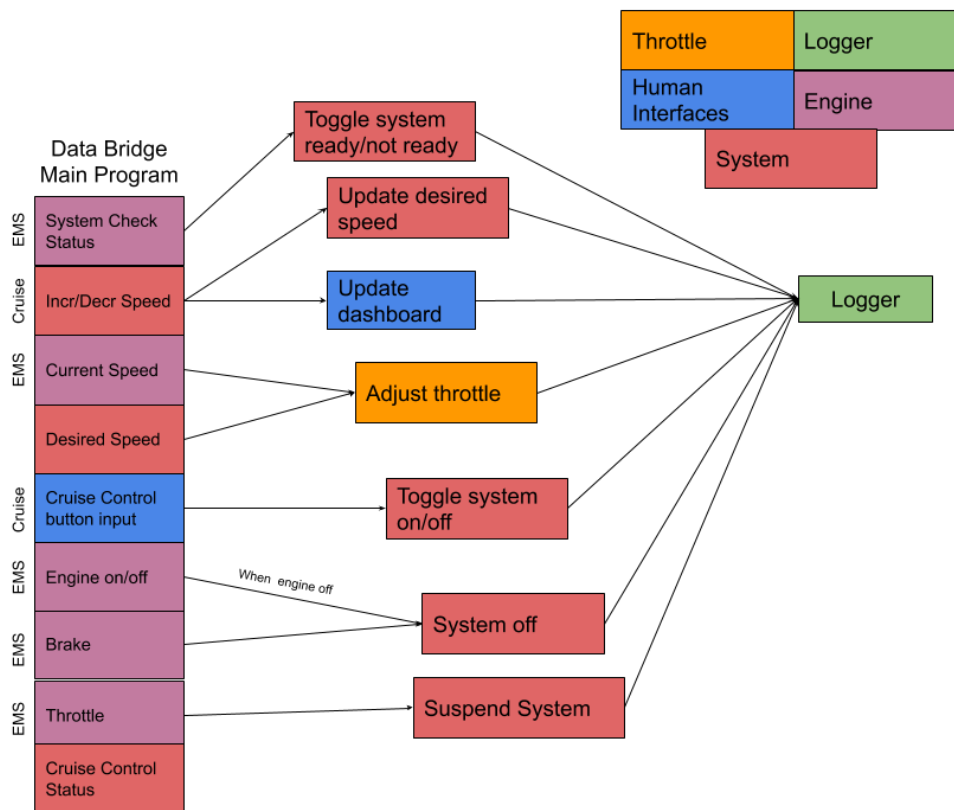 Throttle
Logger
Human
Interfaces
Engine
System
Data Bridge
Main Program
EMS
System Check
Status
Cruise
Incr/Decr Speed
EMS
Current Speed
Desired Speed
Cruise
Cruise Control
button input
EMS
Engine on/off
EMS
Brake
EMS
Throttle
Cruise Control
Status
Toggle system
ready/not ready
Update desired
speed
Update
dashboard
Adjust throttle
Toggle system
on/off
When engine off
System off
Suspend System
Logger